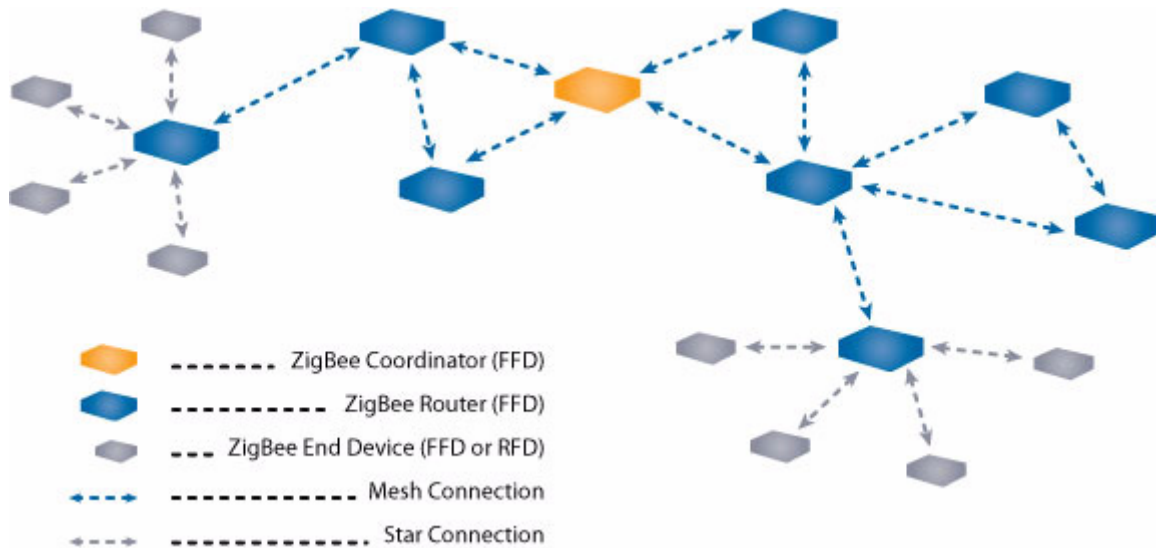 ZigBee Coordinator (FFD)
ZigBee Router (FFD)
ZigBee End Device (FFD or RFD)
Mesh Connection
Star Connection